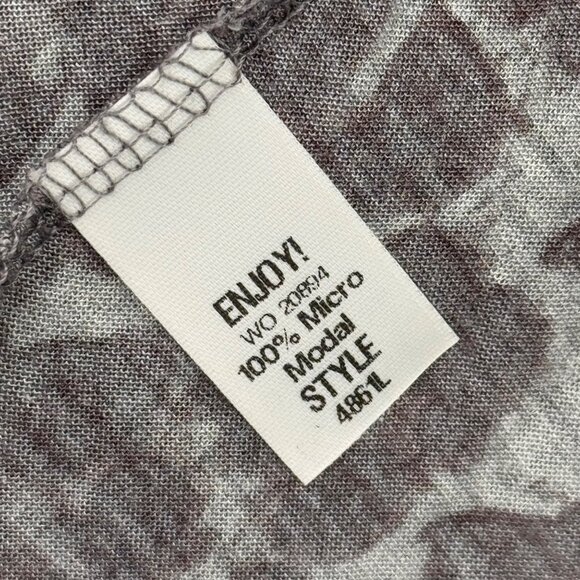 ENJOY!
WO 20894
100% Micro
Modal
STYLE
4861L